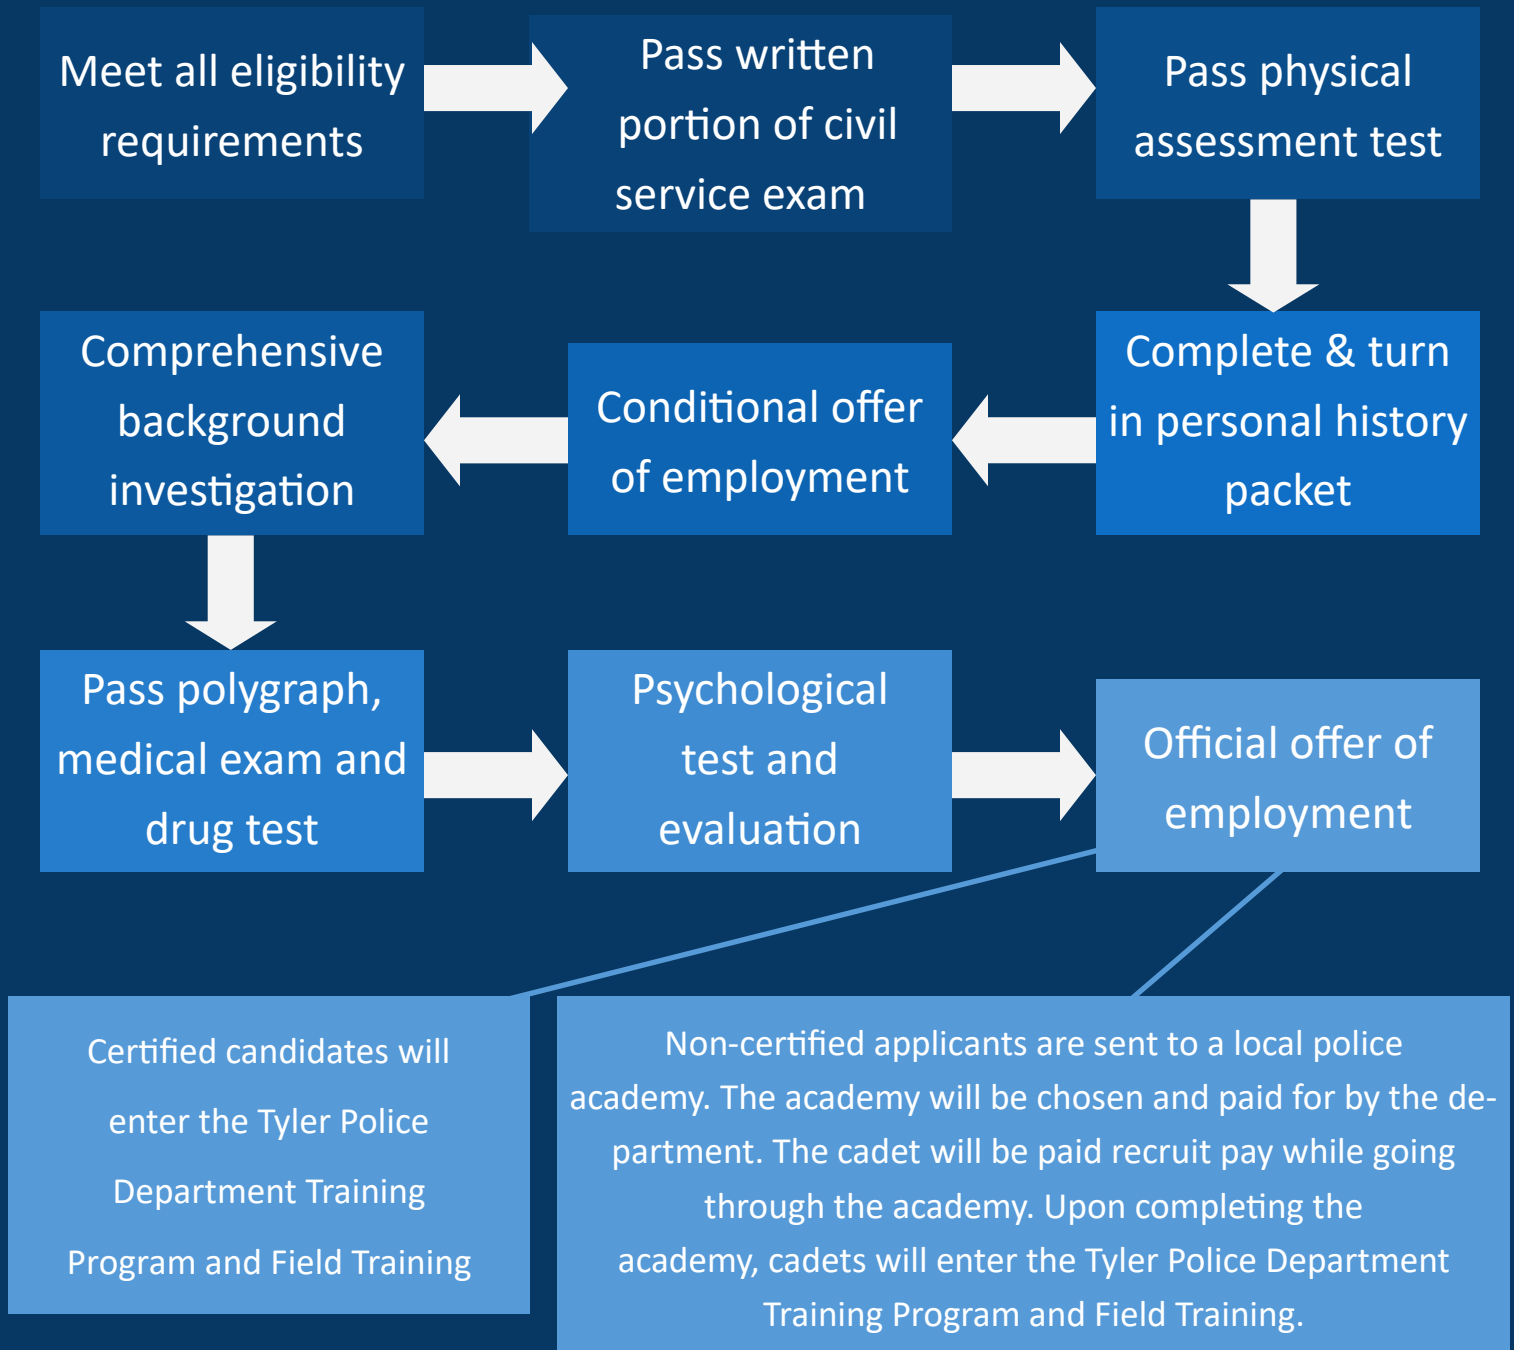 Meet all eligibility
requirements
Pass written
portion of civil
service exam
Pass physical
assessment test
Complete & turn
in personal history
packet
Conditional offer
of employment
Comprehensive
background
investigation
Pass polygraph,
medical exam and
drug test
Psychological
test and
evaluation
Official offer of
employment
Certified candidates will
enter the Tyler Police
Department Training
Program and Field Training
Non-certified applicants are sent to a local police
academy. The academy will be chosen and paid for by the de-
partment. The cadet will be paid recruit pay while going
through the academy. Upon completing the
academy, cadets will enter the Tyler Police Department
Training Program and Field Training.